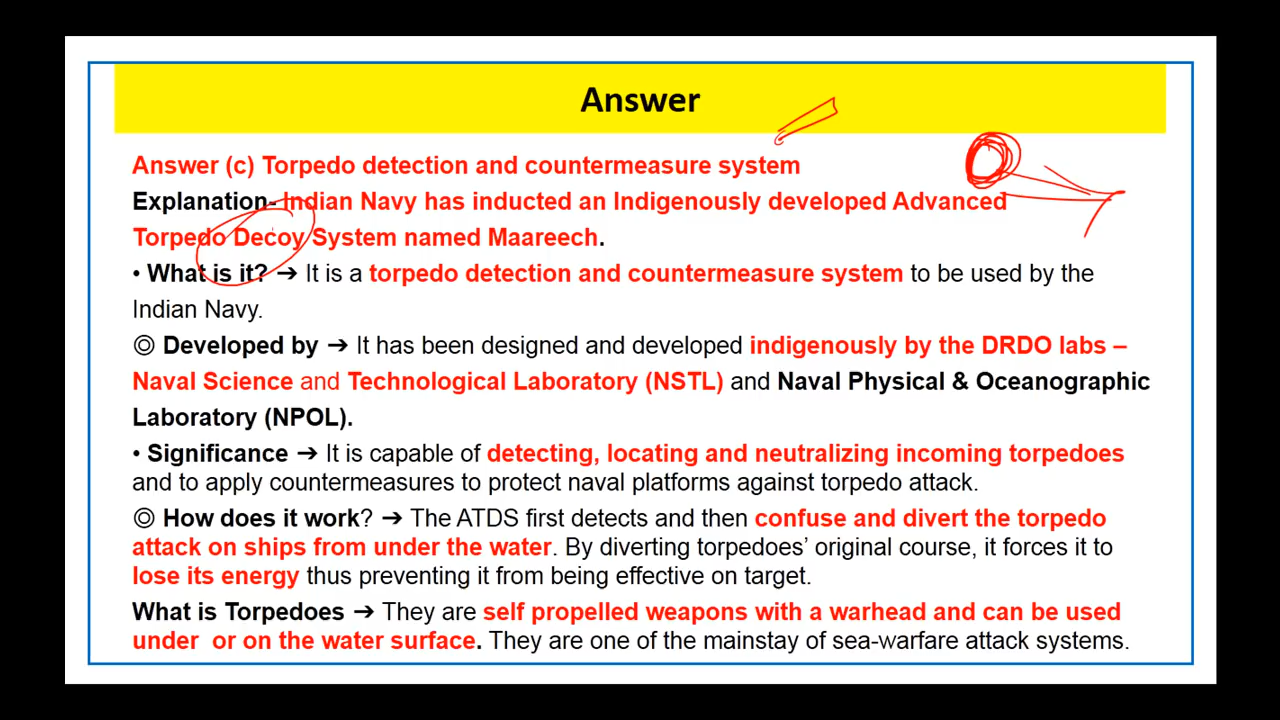 Answer
Answer (c) Torpedo detection and countermeasure system
Explanation- Indian Navy has inducted an Indigenously developed Advanced
Torpedo Decoy System named Maareech.
• What is it? ➔ It is a torpedo detection and countermeasure system to be used by the
Indian Navy.
◎ Developed by ➔ It has been designed and developed indigenously by the DRDO labs –
Naval Science and Technological Laboratory (NSTL) and Naval Physical & Oceanographic
Laboratory (NPOL).
• Significance ➔ It is capable of detecting, locating and neutralizing incoming torpedoes
and to apply countermeasures to protect naval platforms against torpedo attack.
◎ How does it work? ➔ The ATDS first detects and then confuse and divert the torpedo
attack on ships from under the water. By diverting torpedoes’ original course, it forces it to
lose its energy thus preventing it from being effective on target.
What is Torpedoes ➔ They are self propelled weapons with a warhead and can be used
under or on the water surface. They are one of the mainstay of sea-warfare attack systems.